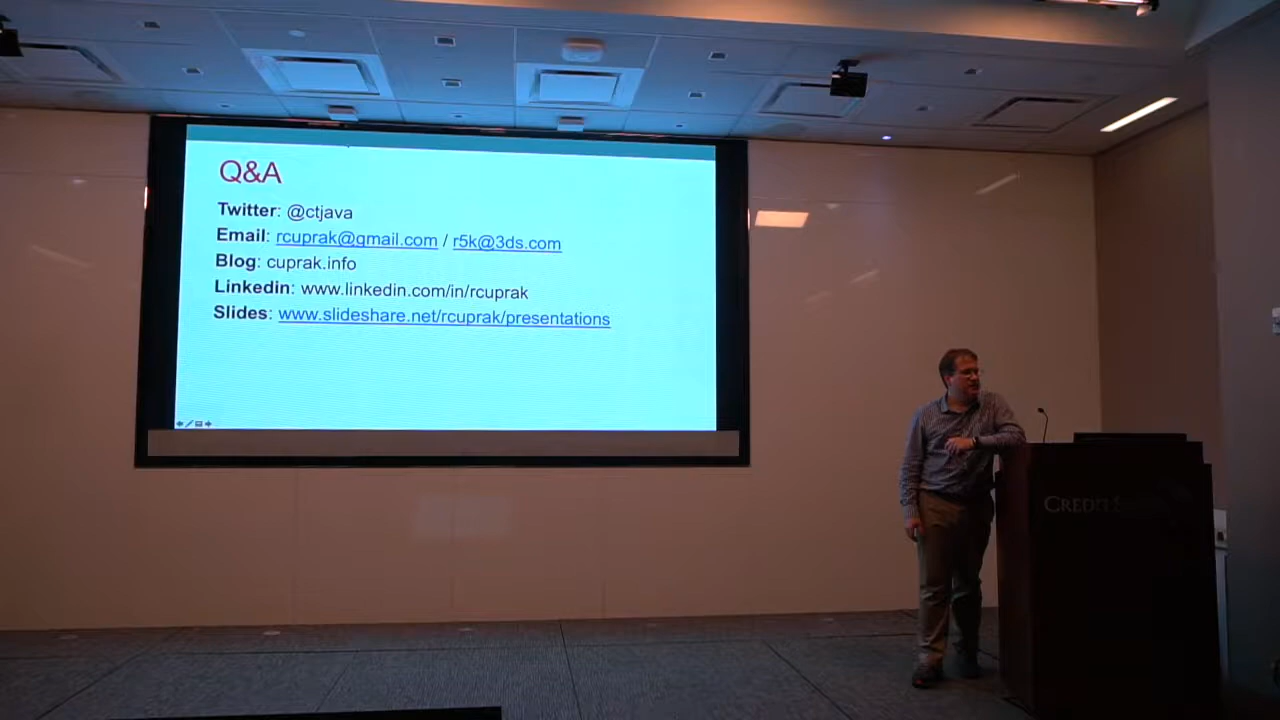 Q&A
Twitter: @ctjava
Email: rcuprak@gmail.com / r5k@3ds.com
Blog: cuprak.info
Linkedin: www.linkedin.com/in/rcuprak
Slides: www.slideshare.net/rcuprak/presentations
CREDIT